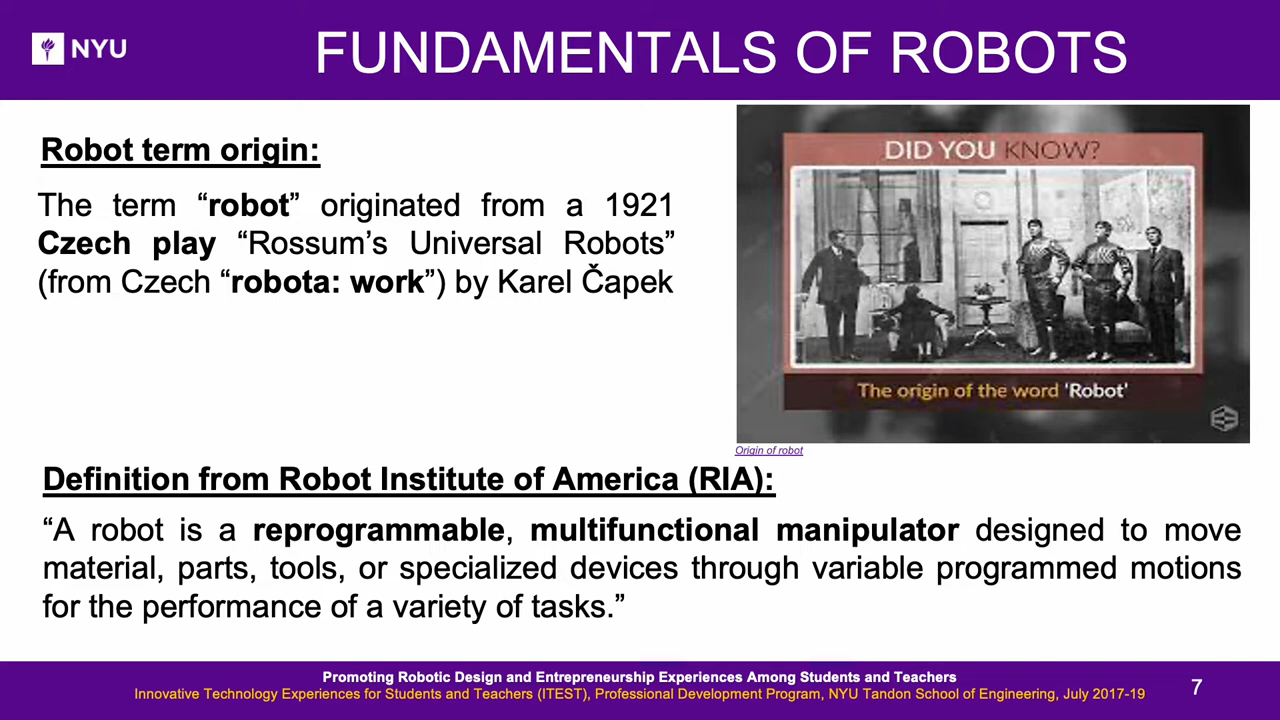 NYU
FUNDAMENTALS OF ROBOTS
Robot term origin:
The term “robot” originated from a 1921
Czech play “Rossum’s Universal Robots”
(from Czech “robota: work”) by Karel Čapek
DID YOU KNOW?
The origin of the word 'Robot'
Origin of robot
Definition from Robot Institute of America (RIA):
“A robot is a reprogrammable, multifunctional manipulator designed to move
material, parts, tools, or specialized devices through variable programmed motions
for the performance of a variety of tasks.”
Promoting Robotic Design and Entrepreneurship Experiences Among Students and Teachers
Innovative Technology Experiences for Students and Teachers (ITEST), Professional Development Program, NYU Tandon School of Engineering, July 2017-19
7